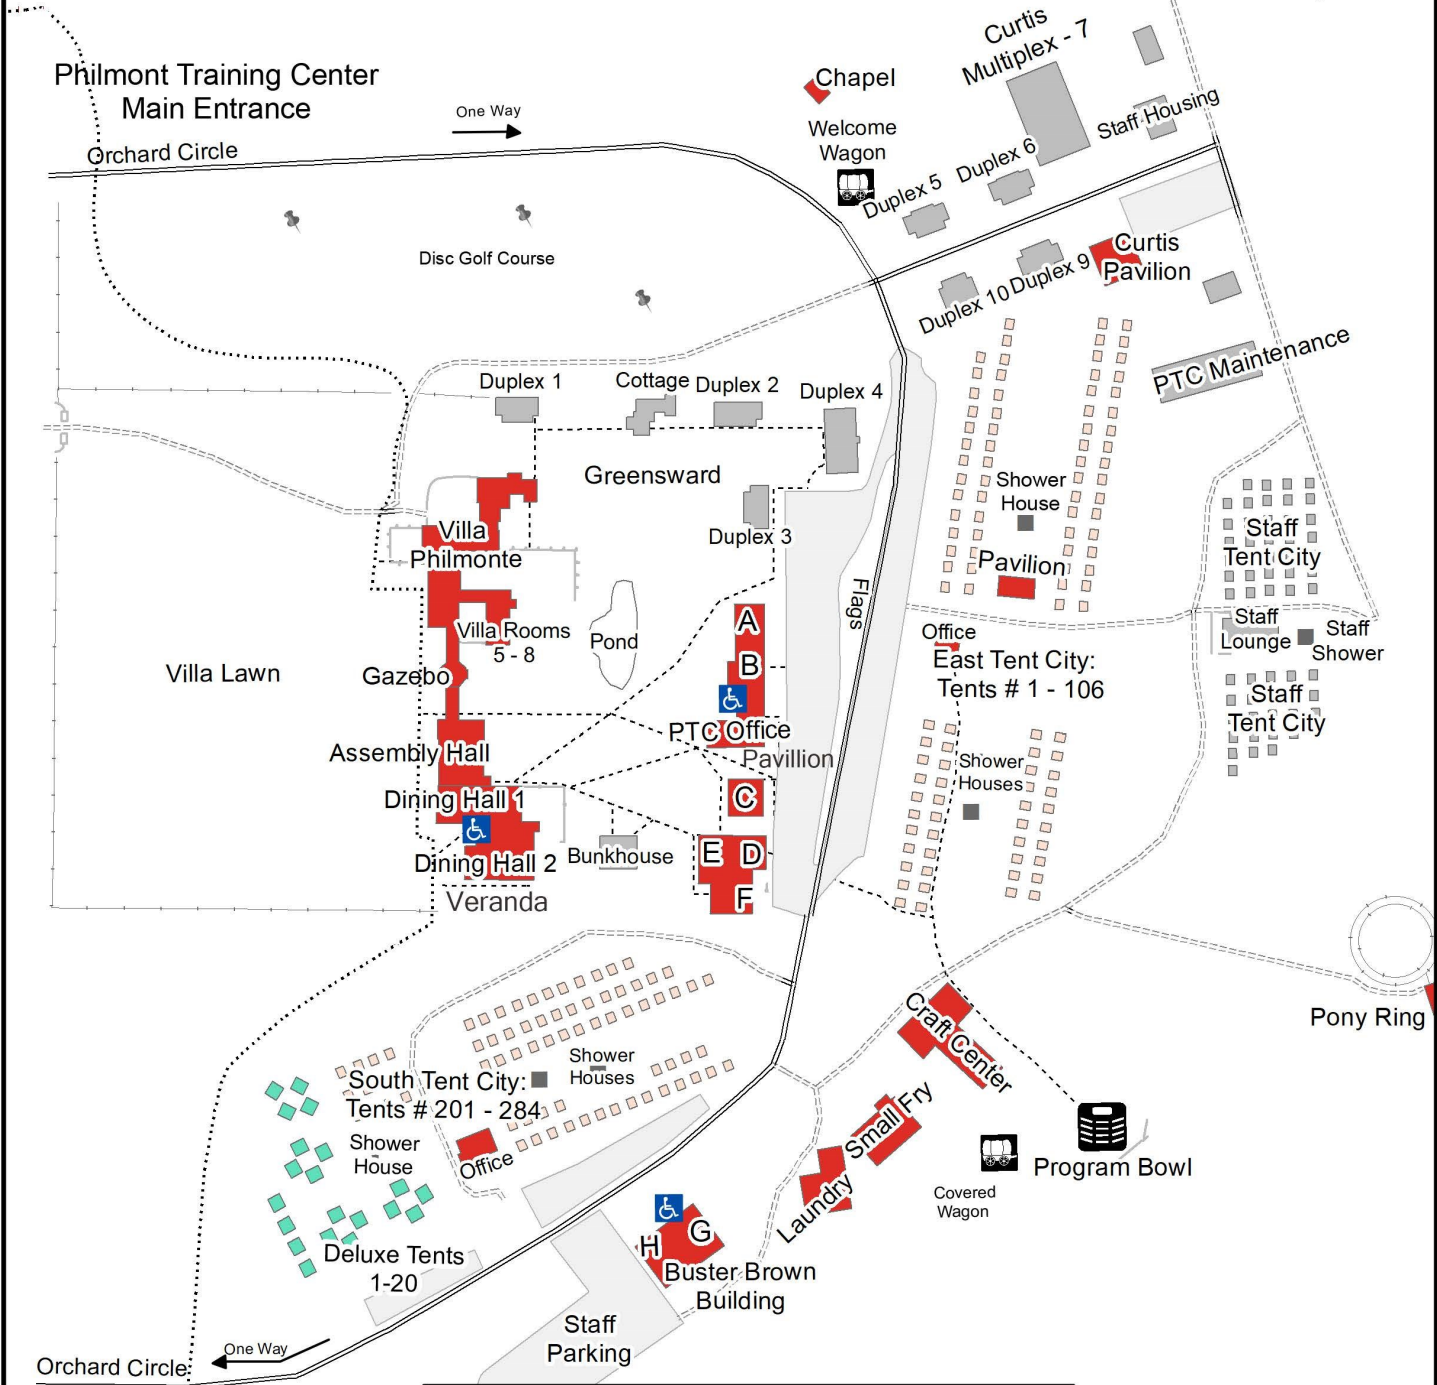 Philmont Training Center
Main Entrance
One Way
Orchard Circle
Chapel
Welcome
Wagon
Curtis
Multiplex - 7
Staff Housing
Duplex 5
Duplex 6
Disc Golf Course
Duplex 10
Duplex 9
Curtis
Pavilion
PTC Maintenance
Duplex 1
Cottage
Duplex 2
Duplex 4
Greensward
Duplex 3
Villa
Philmonte
Shower
House
Pavilion
Staff
Tent City
Flags
A
B
Villa Rooms
5 - 8
Pond
Office
East Tent City:
Tents # 1 - 106
Staff
Lounge
Staff
Shower
Villa Lawn
Gazebo
Staff
Tent City
PTC Office
Pavillion
Assembly Hall
Shower
Houses
Dining Hall 1
C
Dining Hall 2
Bunkhouse
E
D
F
Veranda
Craft Center
Pony Ring
Shower
Houses
South Tent City:
Tents # 201 - 284
Small Fry
Shower
House
Office
Laundry
Covered
Wagon
Program Bowl
H
G
Deluxe Tents
1-20
Buster Brown
Building
Staff
Parking
One Way
Orchard Circle